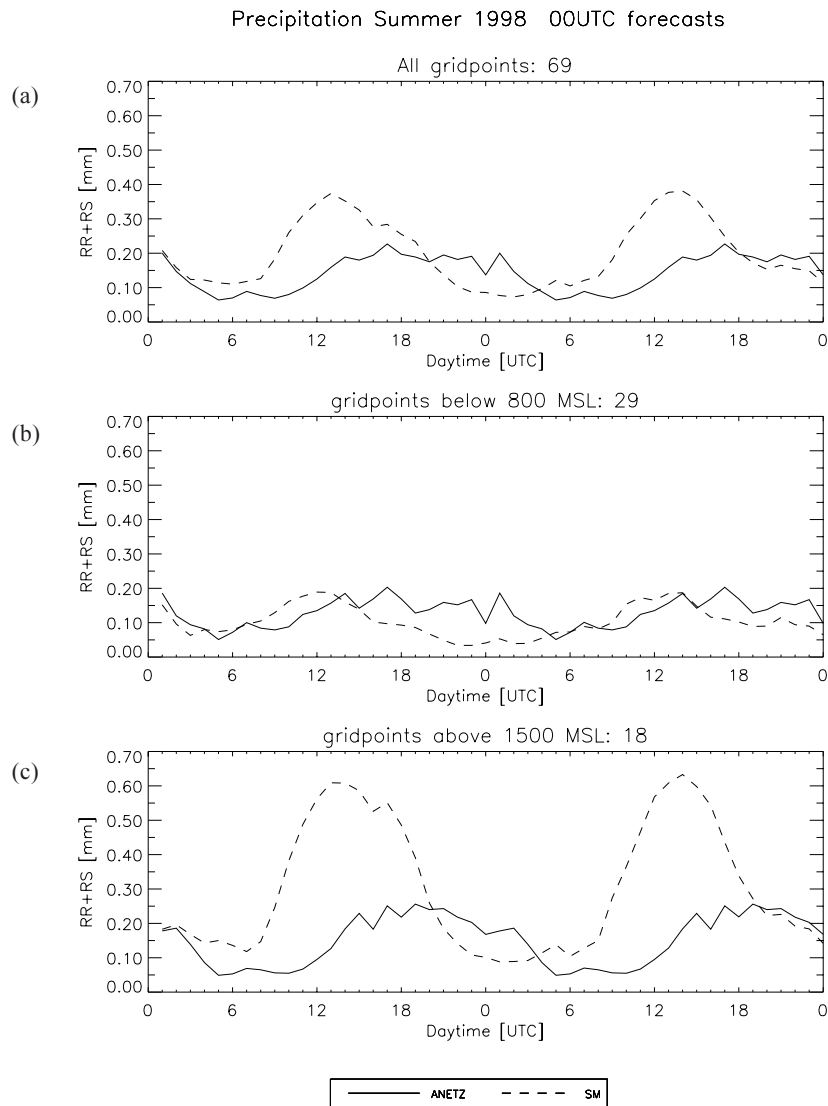 Precipitation Summer 1998 00UTC forecasts
(a)
All gridpoints: 69
RR+RS [mm]
0.70
0.60
0.50
0.40
0.30
0.20
0.10
0.00
0 6 12 18 0 6 12 18 0
Daytime [UTC]
(b)
gridpoints below 800 MSL: 29
RR+RS [mm]
0.70
0.60
0.50
0.40
0.30
0.20
0.10
0.00
0 6 12 18 0 6 12 18 0
Daytime [UTC]
(c)
gridpoints above 1500 MSL: 18
RR+RS [mm]
0.70
0.60
0.50
0.40
0.30
0.20
0.10
0.00
0 6 12 18 0 6 12 18 0
Daytime [UTC]
ANETZ SM